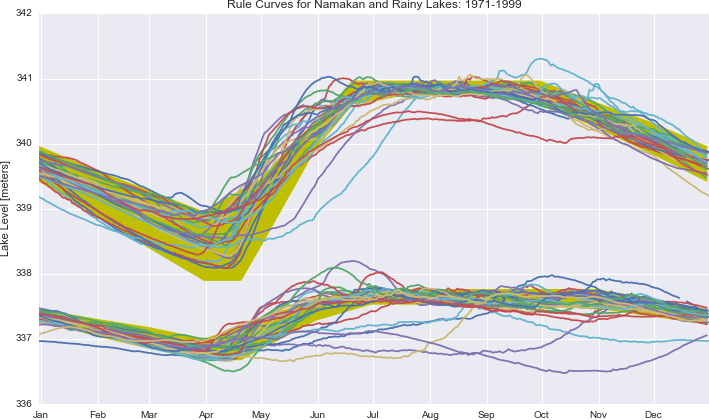 Rule Curves for Namakan and Rainy Lakes: 1971-1999
342
341
340
339
338
337
336
Lake Level [meters]
Jan Feb Mar Apr May Jun Jul Aug Sep Oct Nov Dec